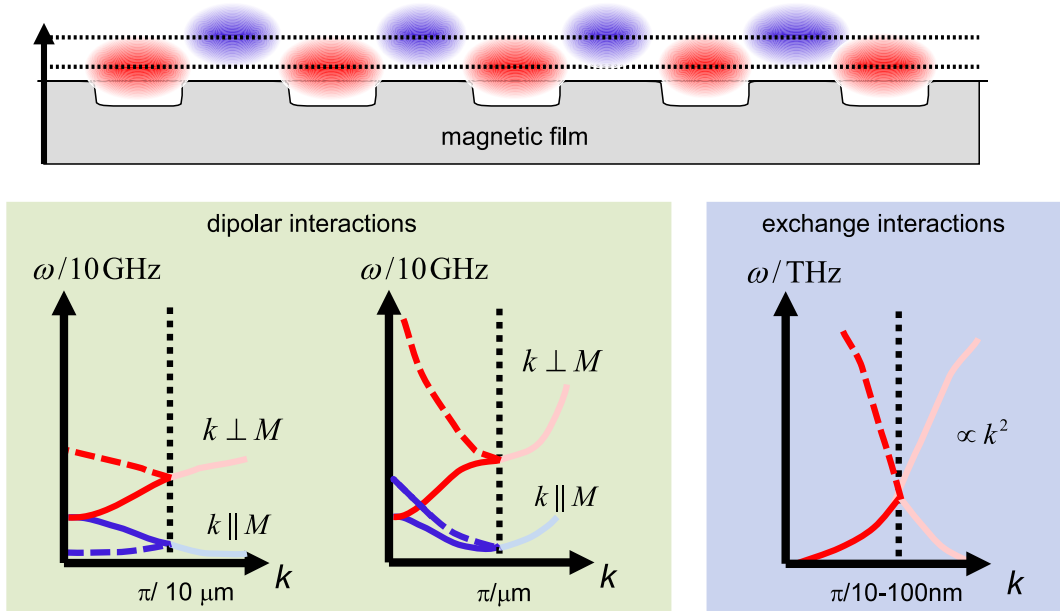 magnetic film
dipolar interactions
ω/10GHz
k ⊥ M
k ∥ M
π/ 10 μm
k
ω/10GHz
k ⊥ M
k ∥ M
π/μm
k
exchange interactions
ω/THz
∝ k²
π/10-100nm
k